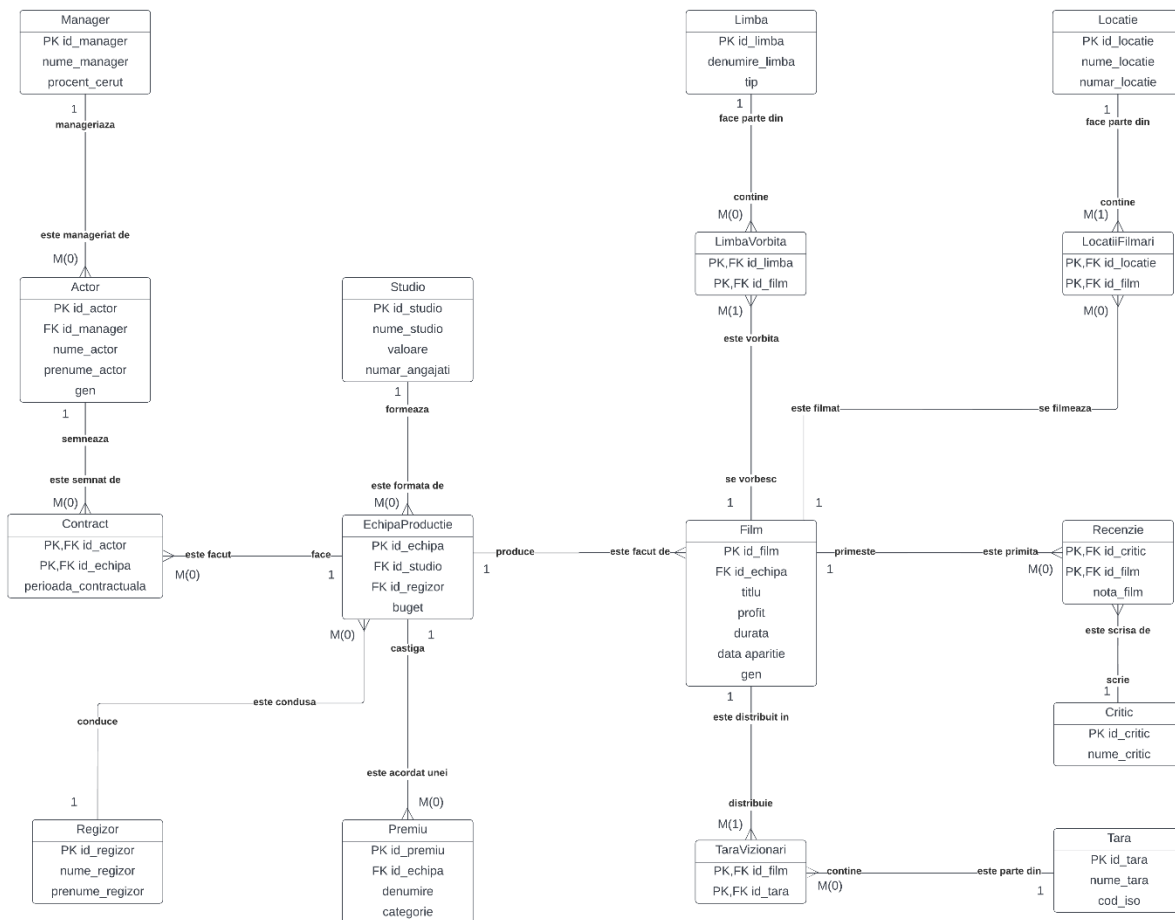 Manager
PK id_manager
nume_manager
procent_cerut
1
manageriaza
este manageriat de
M(0)
Actor
PK id_actor
FK id_manager
nume_actor
prenume_actor
gen
1
semneaza
este semnat de
M(0)
Contract
PK,FK id_actor
PK,FK id_echipa
perioada_contractuala
este facut
face
M(0)
1
Studio
PK id_studio
nume_studio
valoare
numar_angajati
1
formeaza
este formata de
M(0)
EchipaProductie
PK id_echipa
FK id_studio
FK id_regizor
buget
M(0)
este condusa
conduce
1
Regizor
PK id_regizor
nume_regizor
prenume_regizor
1
castiga
este acordat unei
M(0)
Premiu
PK id_premiu
FK id_echipa
denumire
categorie
produce
este facut de
1
Limba
PK id_limba
denumire_limba
tip
1
face parte din
contine
M(0)
LimbaVorbita
PK,FK id_limba
PK,FK id_film
M(1)
este vorbita
se vorbesc
1
Locatie
PK id_locatie
nume_locatie
numar_locatie
1
face parte din
contine
M(1)
LocatiiFilmari
PK,FK id_locatie
PK,FK id_film
M(0)
este filmat
se filmeaza
1
Film
PK id_film
FK id_echipa
titlu
profit
durata
data aparitie
gen
primeste
este primita
1
M(0)
Recenzie
PK,FK id_critic
PK,FK id_film
nota_film
este scrisa de
scrie
1
Critic
PK id_critic
nume_critic
1
este distribuit in
distribuie
M(1)
TaraVizionari
PK,FK id_film
PK,FK id_tara
contine
este parte din
M(0)
1
Tara
PK id_tara
nume_tara
cod_iso